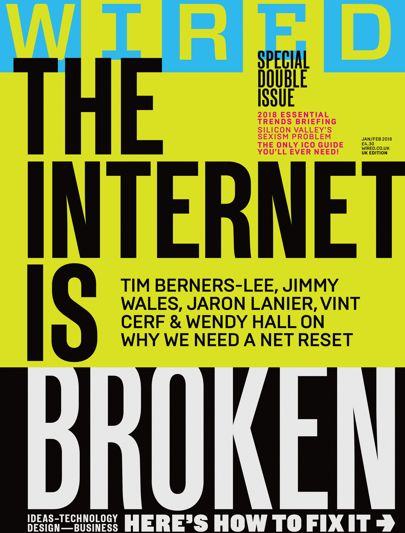 WIRED
SPECIAL
DOUBLE
ISSUE
2018 ESSENTIAL
TRENDS BRIEFING
SILICON VALLEY'S
SEXISM PROBLEM
THE ONLY ICO GUIDE
YOU'LL EVER NEED!
JAN/FEB 2018
£4.30
WIRED.CO.UK
UK EDITION
THE
INTERNET
IS
TIM BERNERS-LEE, JIMMY
WALES, JARON LANIER, VINT
CERF & WENDY HALL ON
WHY WE NEED A NET RESET
BROKEN
IDEAS–TECHNOLOGY
DESIGN—BUSINESS
HERE'S HOW TO FIX IT →